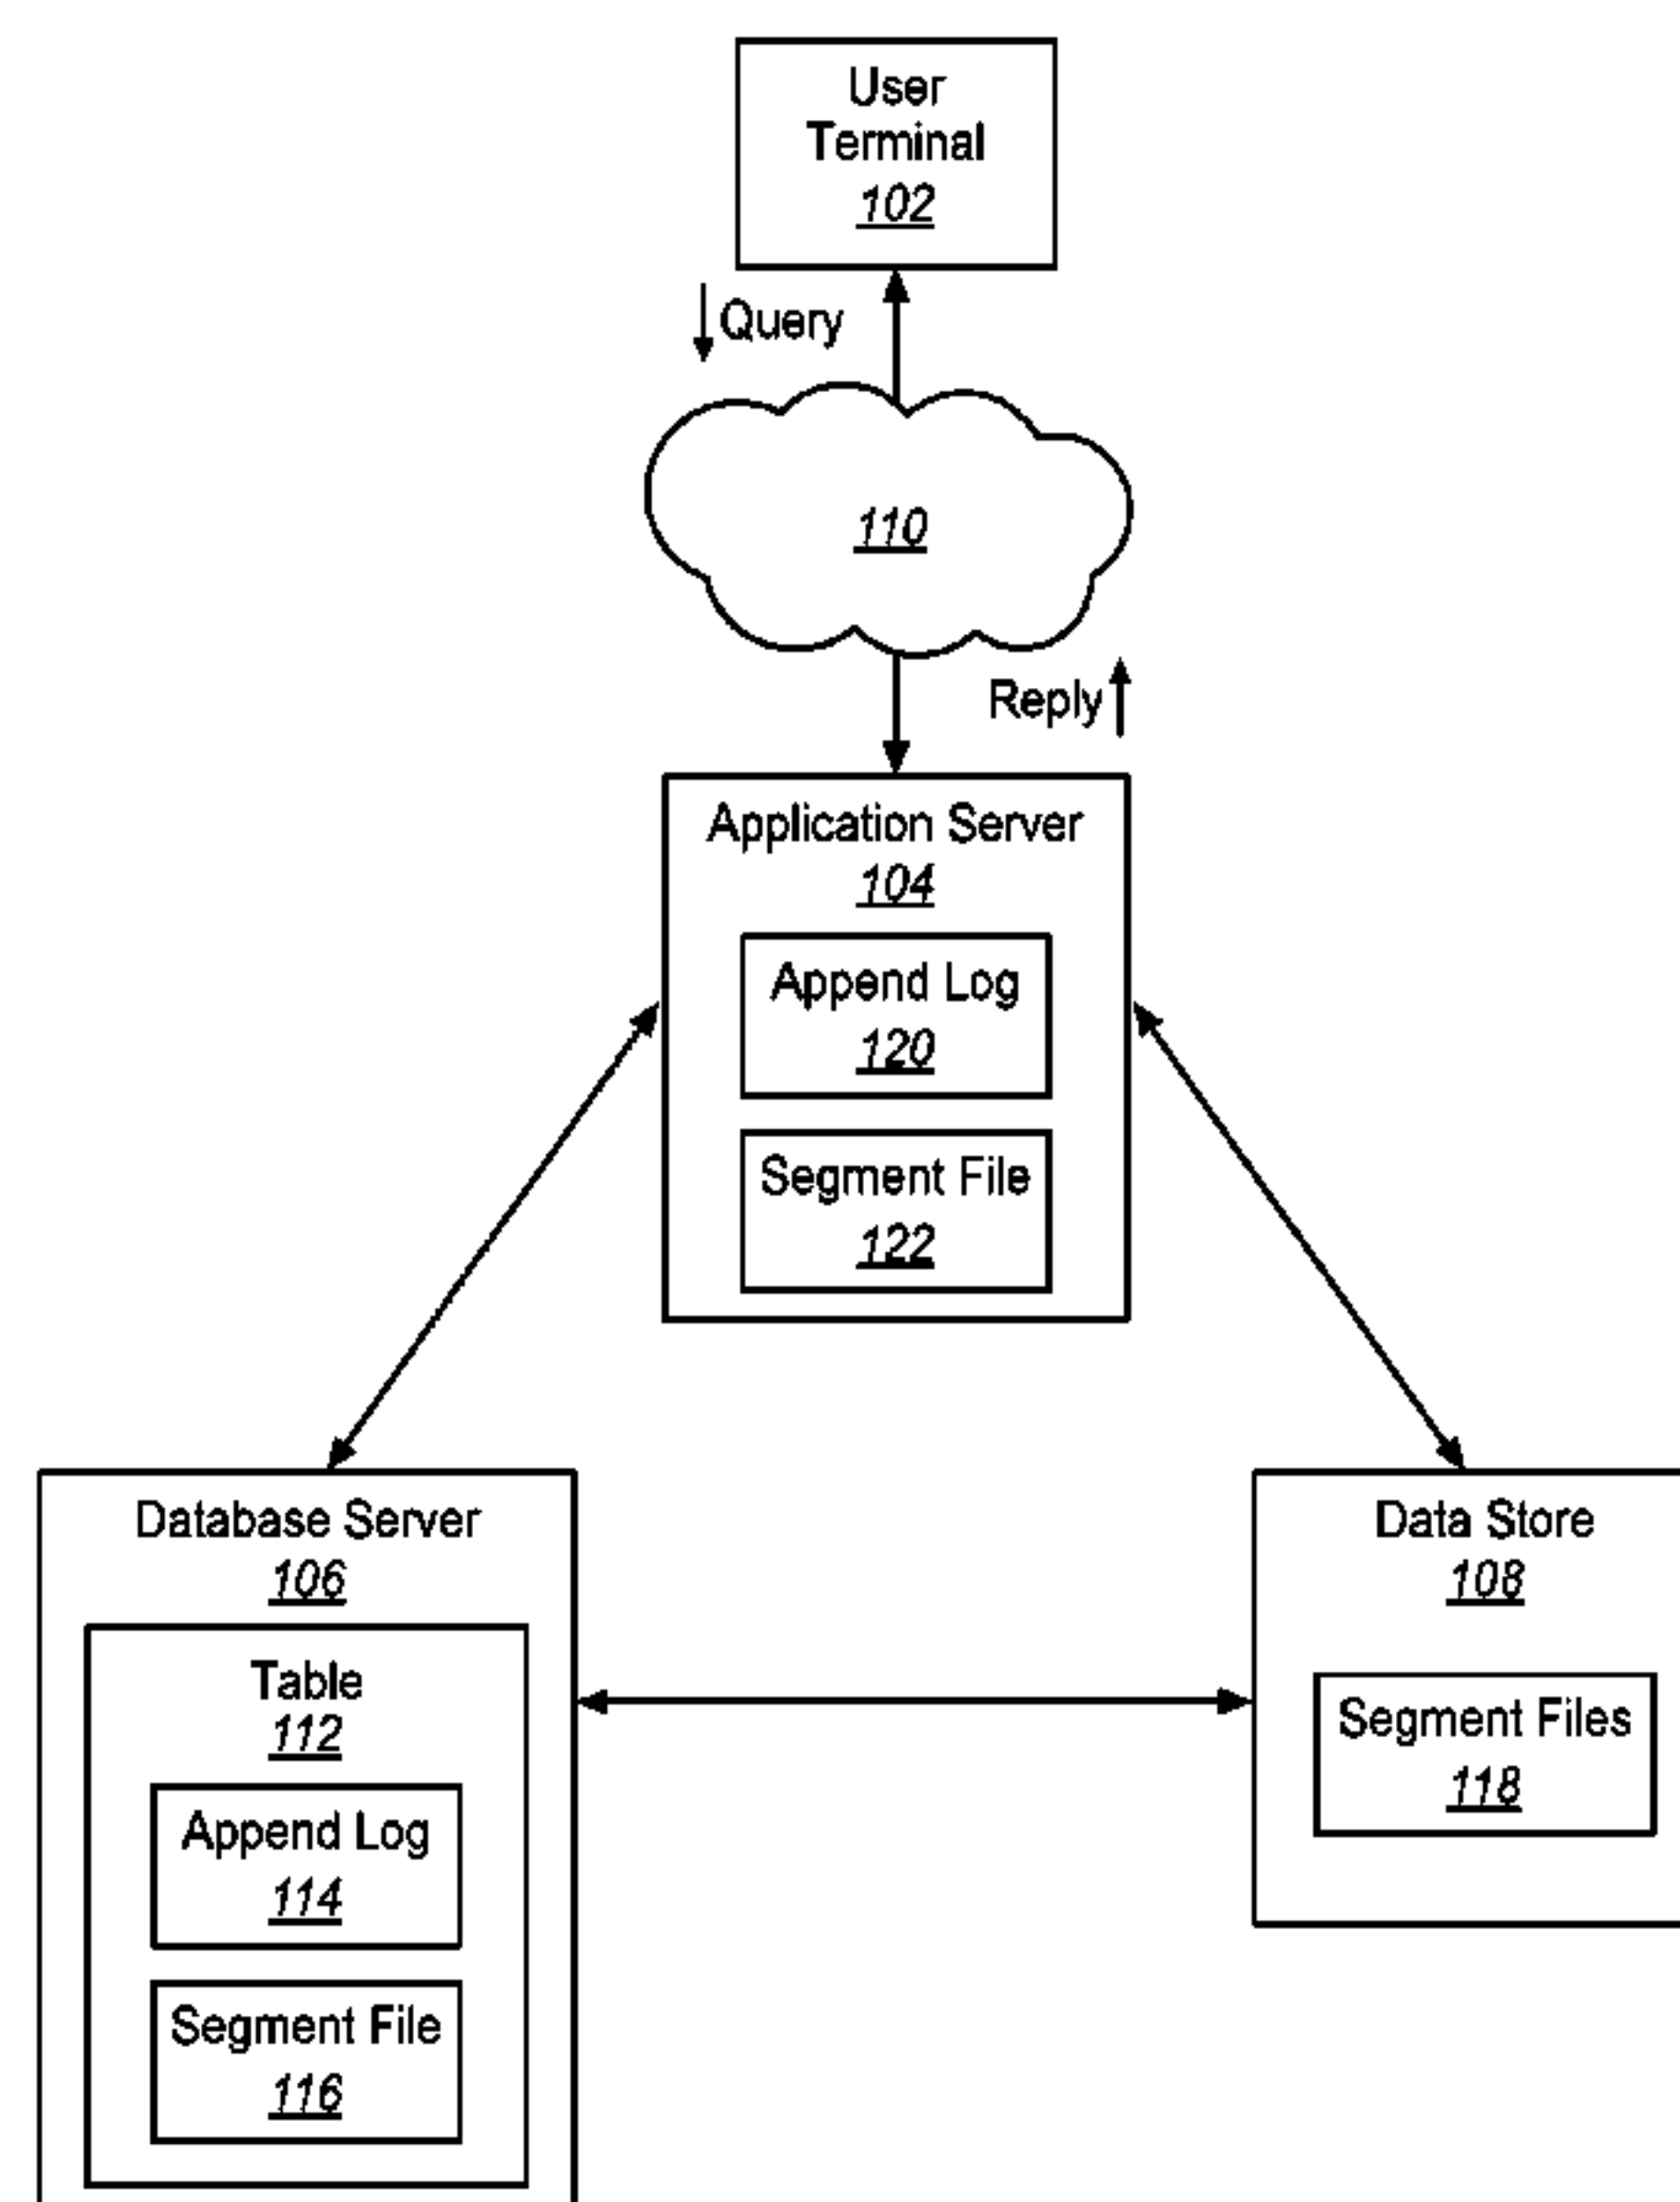 User
Terminal
102
Query
110
Reply
Application Server
104
Append Log
120
Segment File
122
Database Server
106
Table
112
Append Log
114
Segment File
116
Data Store
108
Segment Files
118